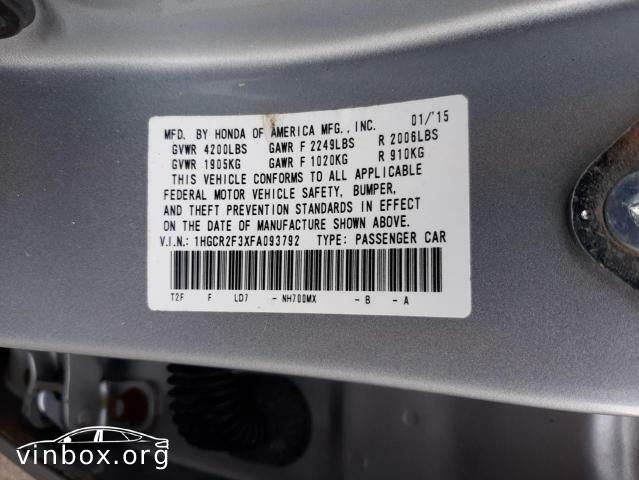 MFD. BY HONDA OF AMERICA MFG., INC. 01/'15
GVWR 4200LBS GAWR F 2249LBS R 2006LBS
GVWR 1905KG GAWR F 1020KG R 910KG
THIS VEHICLE CONFORMS TO ALL APPLICABLE
FEDERAL MOTOR VEHICLE SAFETY, BUMPER,
AND THEFT PREVENTION STANDARDS IN EFFECT
ON THE DATE OF MANUFACTURE SHOWN ABOVE.
V.I.N.: 1HGCR2F3XFA093792 TYPE: PASSENGER CAR
T2F F LD7 - NH700MX - B - A
vinbox.org